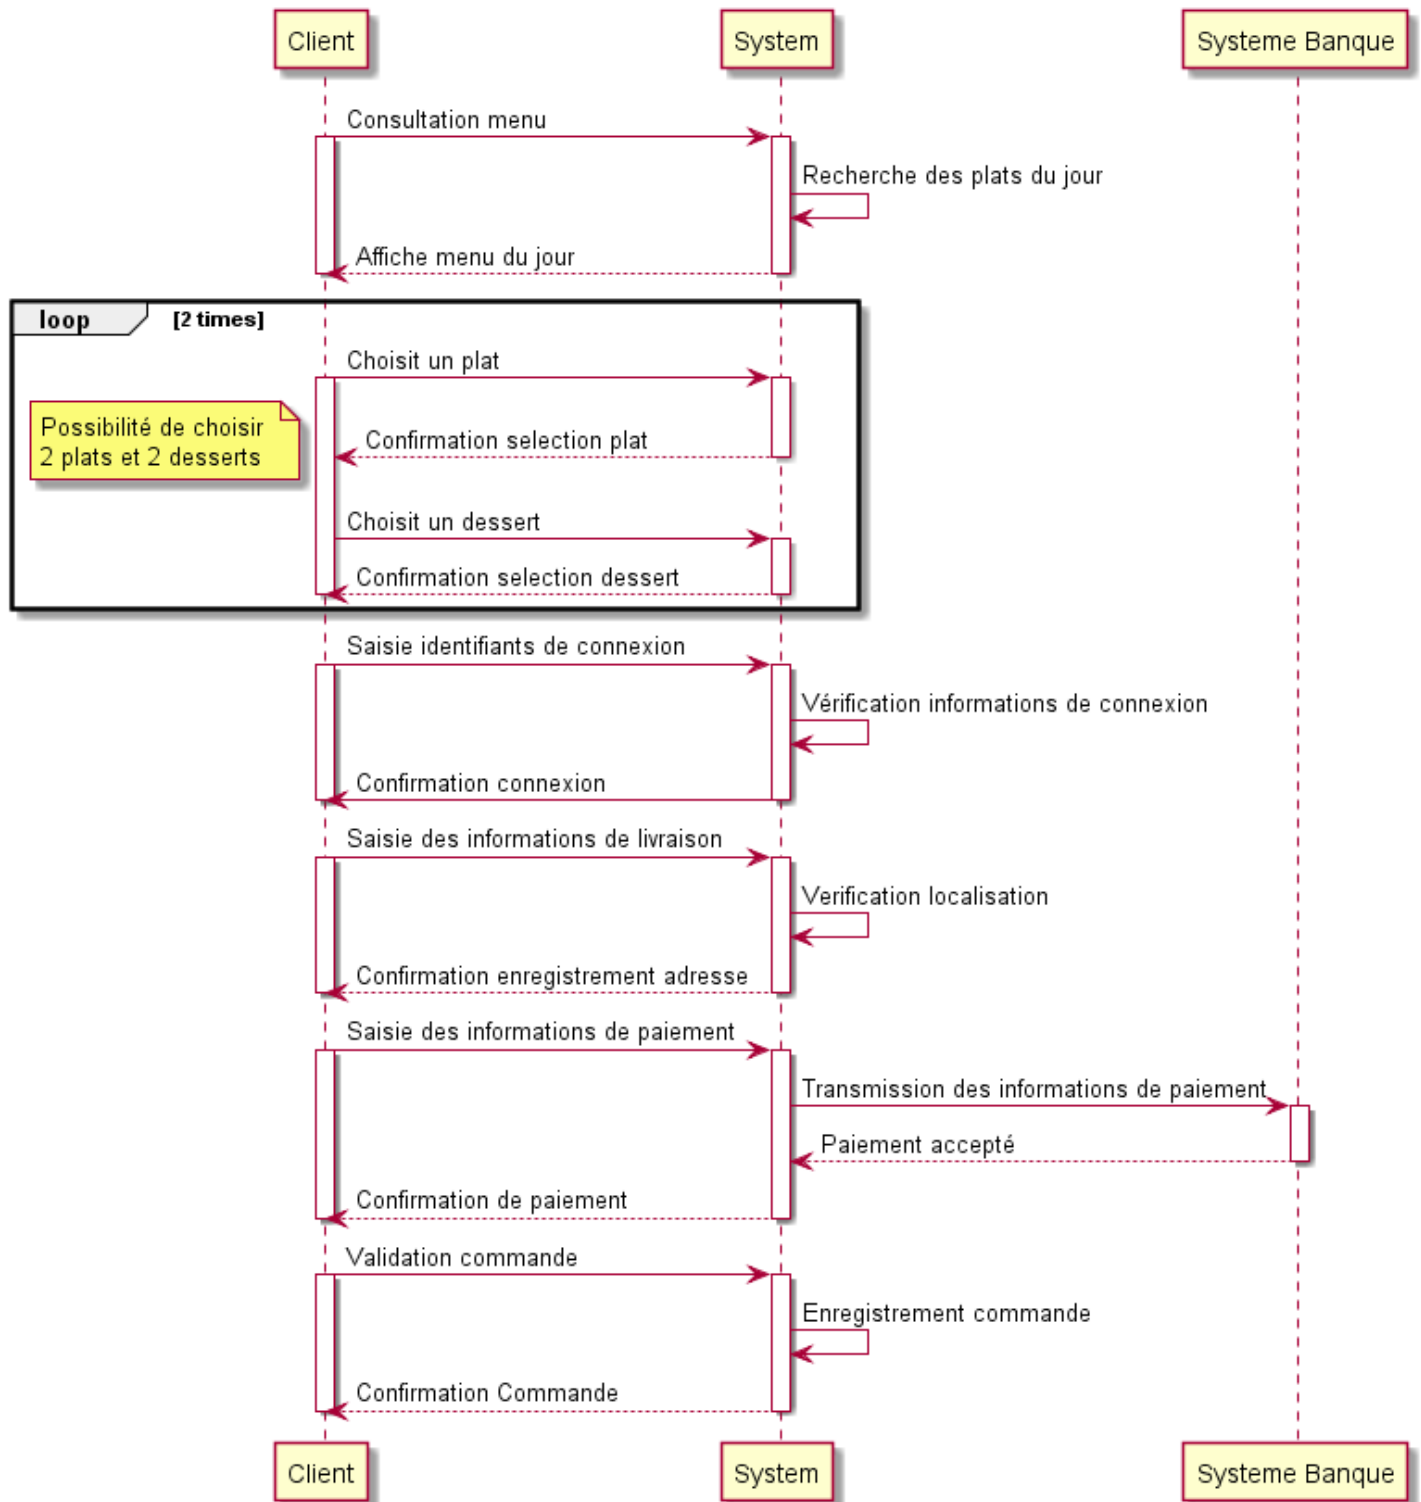 Client
System
Systeme Banque
Consultation menu
Recherche des plats du jour
Affiche menu du jour
loop
[2 times]
Choisit un plat
Possibilité de choisir
2 plats et 2 desserts
Confirmation selection plat
Choisit un dessert
Confirmation selection dessert
Saisie identifiants de connexion
Vérification informations de connexion
Confirmation connexion
Saisie des informations de livraison
Verification localisation
Confirmation enregistrement adresse
Saisie des informations de paiement
Transmission des informations de paiement
Paiement accepté
Confirmation de paiement
Validation commande
Enregistrement commande
Confirmation Commande
Client
System
Systeme Banque